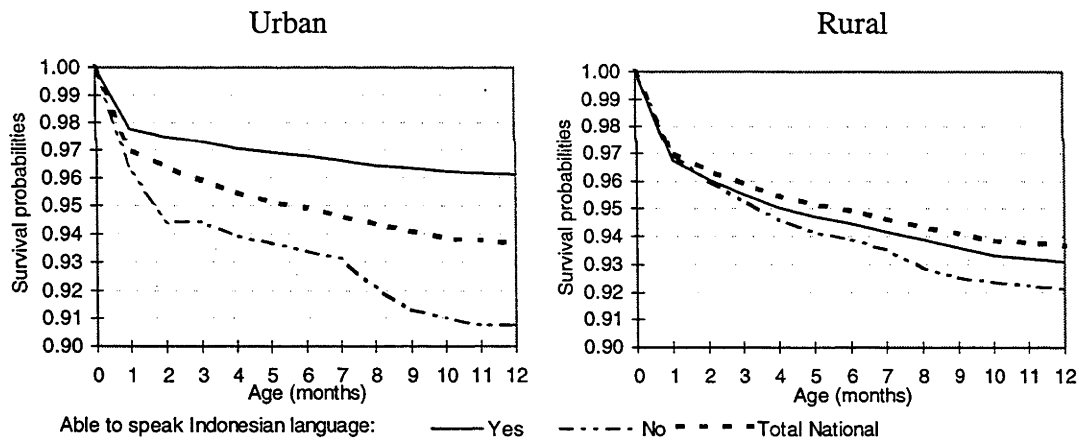 Urban
Rural
Survival probabilities
1.00
0.99
0.98
0.97
0.96
0.95
0.94
0.93
0.92
0.91
0.90
0 1 2 3 4 5 6 7 8 9 10 11 12
Age (months)
Survival probabilities
1.00
0.99
0.98
0.97
0.96
0.95
0.94
0.93
0.92
0.91
0.90
0 1 2 3 4 5 6 7 8 9 10 11 12
Age (months)
Able to speak Indonesian language: Yes No Total National